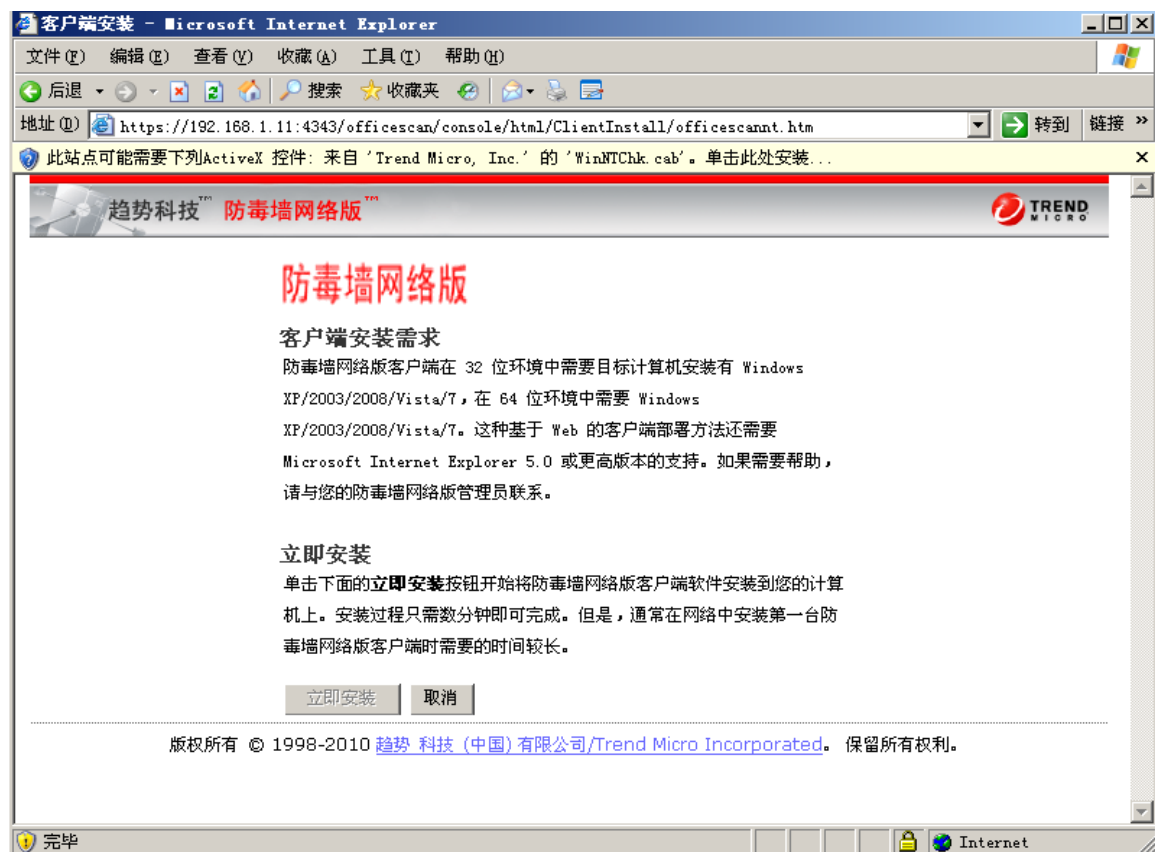 客户端安装 - Microsoft Internet Explorer
文件(F) 编辑(E) 查看(V) 收藏(A) 工具(T) 帮助(H)
后退 搜索 收藏夹
地址(D) https://192.168.1.11:4343/officescan/console/html/ClientInstall/officescannt.htm 转到 链接 »
此站点可能需要下列ActiveX 控件: 来自 'Trend Micro, Inc.' 的 'WinNTChk.cab'。单击此处安装...
趋势科技™ 防毒墙网络版™ TREND MICRO
防毒墙网络版
客户端安装需求
防毒墙网络版客户端在 32 位环境中需要目标计算机安装有 Windows
XP/2003/2008/Vista/7，在 64 位环境中需要 Windows
XP/2003/2008/Vista/7。这种基于 Web 的客户端部署方法还需要
Microsoft Internet Explorer 5.0 或更高版本的支持。如果需要帮助，
请与您的防毒墙网络版管理员联系。
立即安装
单击下面的立即安装按钮开始将防毒墙网络版客户端软件安装到您的计算
机上。安装过程只需数分钟即可完成。但是，通常在网络中安装第一台防
毒墙网络版客户端时需要的时间较长。
立即安装 取消
版权所有 © 1998-2010 趋势 科技 (中国) 有限公司/Trend Micro Incorporated。 保留所有权利。
完毕 Internet